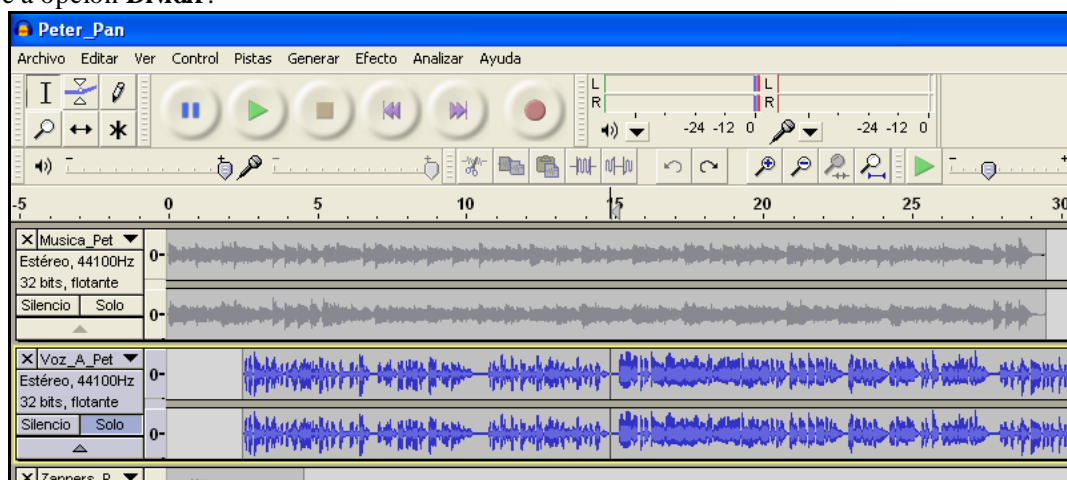 e a opción
Peter_Pan
Archivo Editar Ver Control Pistas Generar Efecto Analizar Ayuda
L L
R R
-24 -12 0 -24 -12 0
-5 0 5 10 15 20 25 30
Musica_Pet
Estéreo, 44100Hz
32 bits, flotante
Silencio Solo
0-
0-
Voz_A_Pet
Estéreo, 44100Hz
32 bits, flotante
Silencio Solo
0-
0-